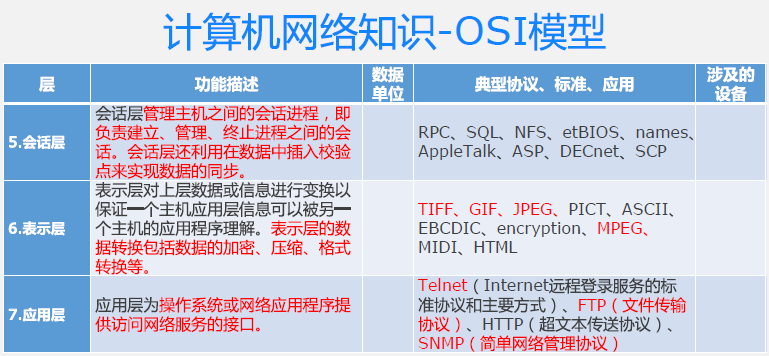 计算机网络知识-OSI模型
层
功能描述
数据
单位
典型协议、标准、应用
涉及的
设备
5.会话层
会话层管理主机之间的会话进程，即
负责建立、管理、终止进程之间的会
话。会话层还利用在数据中插入校验
点来实现数据的同步。
RPC、SQL、NFS、etBIOS、names、
AppleTalk、ASP、DECnet、SCP
6.表示层
表示层对上层数据或信息进行变换以
保证一个主机应用层信息可以被另一
个主机的应用程序理解。表示层的数
据转换包括数据的加密、压缩、格式
转换等。
TIFF、GIF、JPEG、PICT、ASCII、
EBCDIC、encryption、MPEG、
MIDI、HTML
7.应用层
应用层为操作系统或网络应用程序提
供访问网络服务的接口。
Telnet（Internet远程登录服务的标
准协议和主要方式）、FTP（文件传输
协议）、HTTP（超文本传送协议）、
SNMP（简单网络管理协议）